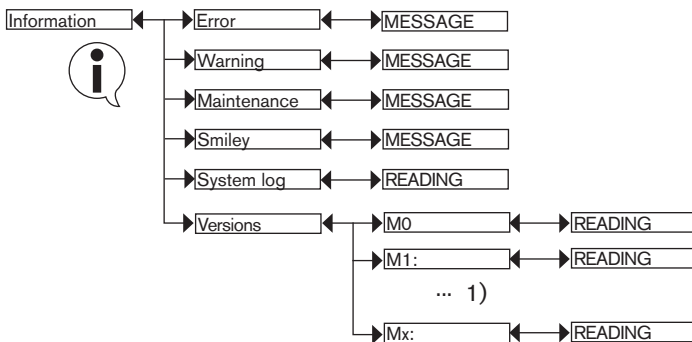 Information Error MESSAGE
Warning MESSAGE
Maintenance MESSAGE
Smiley MESSAGE
System log READING
Versions M0 READING
M1: READING
... 1)
Mx: READING